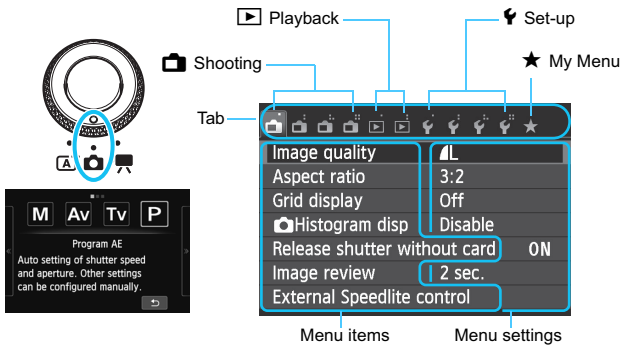 Playback
Set-up
Shooting
My Menu
Tab
A
Image quality L
Aspect ratio 3:2
Grid display Off
Histogram disp Disable
Release shutter without card ON
Image review 2 sec.
External Speedlite control
M Av Tv P
Program AE
Auto setting of shutter speed
and aperture. Other settings
can be configured manually.
Menu items
Menu settings